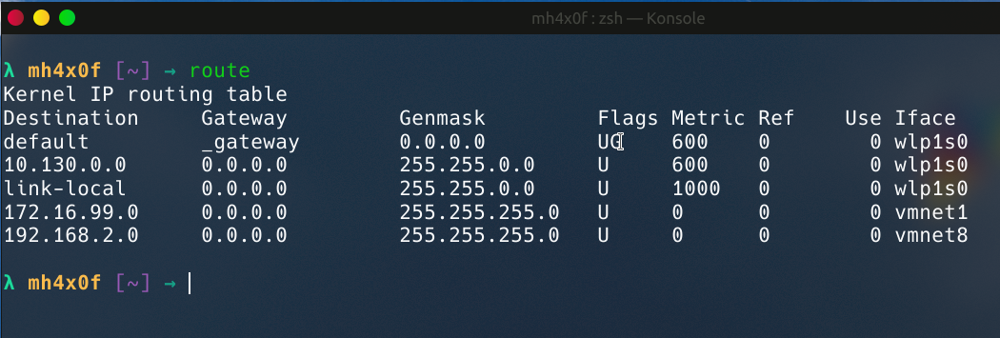 mh4x0f : zsh — Konsole
λ mh4x0f [~] → route
Kernel IP routing table
Destination     Gateway         Genmask         Flags Metric Ref    Use Iface
default         _gateway        0.0.0.0         UG    600    0        0 wlp1s0
10.130.0.0      0.0.0.0         255.255.0.0     U     600    0        0 wlp1s0
link-local      0.0.0.0         255.255.0.0     U     1000   0        0 wlp1s0
172.16.99.0     0.0.0.0         255.255.255.0   U     0      0        0 vmnet1
192.168.2.0     0.0.0.0         255.255.255.0   U     0      0        0 vmnet8
λ mh4x0f [~] →